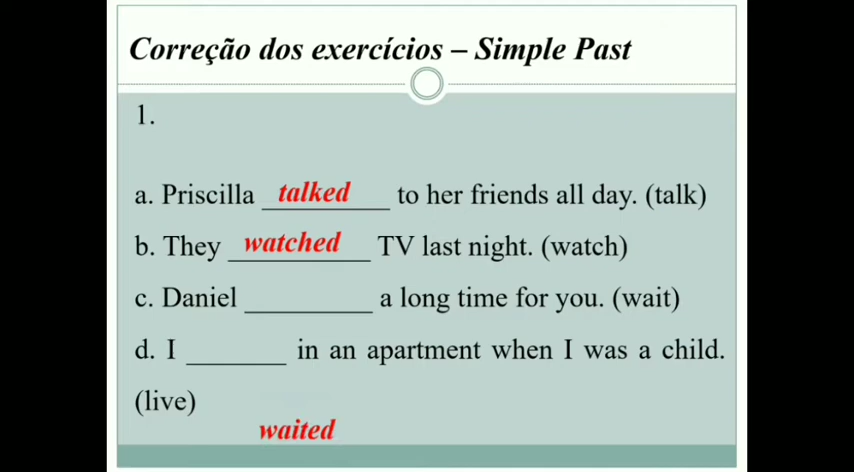 Correção dos exercícios – Simple Past
1.
a. Priscilla talked to her friends all day. (talk)
b. They watched TV last night. (watch)
c. Daniel _________ a long time for you. (wait)
d. I _______ in an apartment when I was a child.
(live)
waited